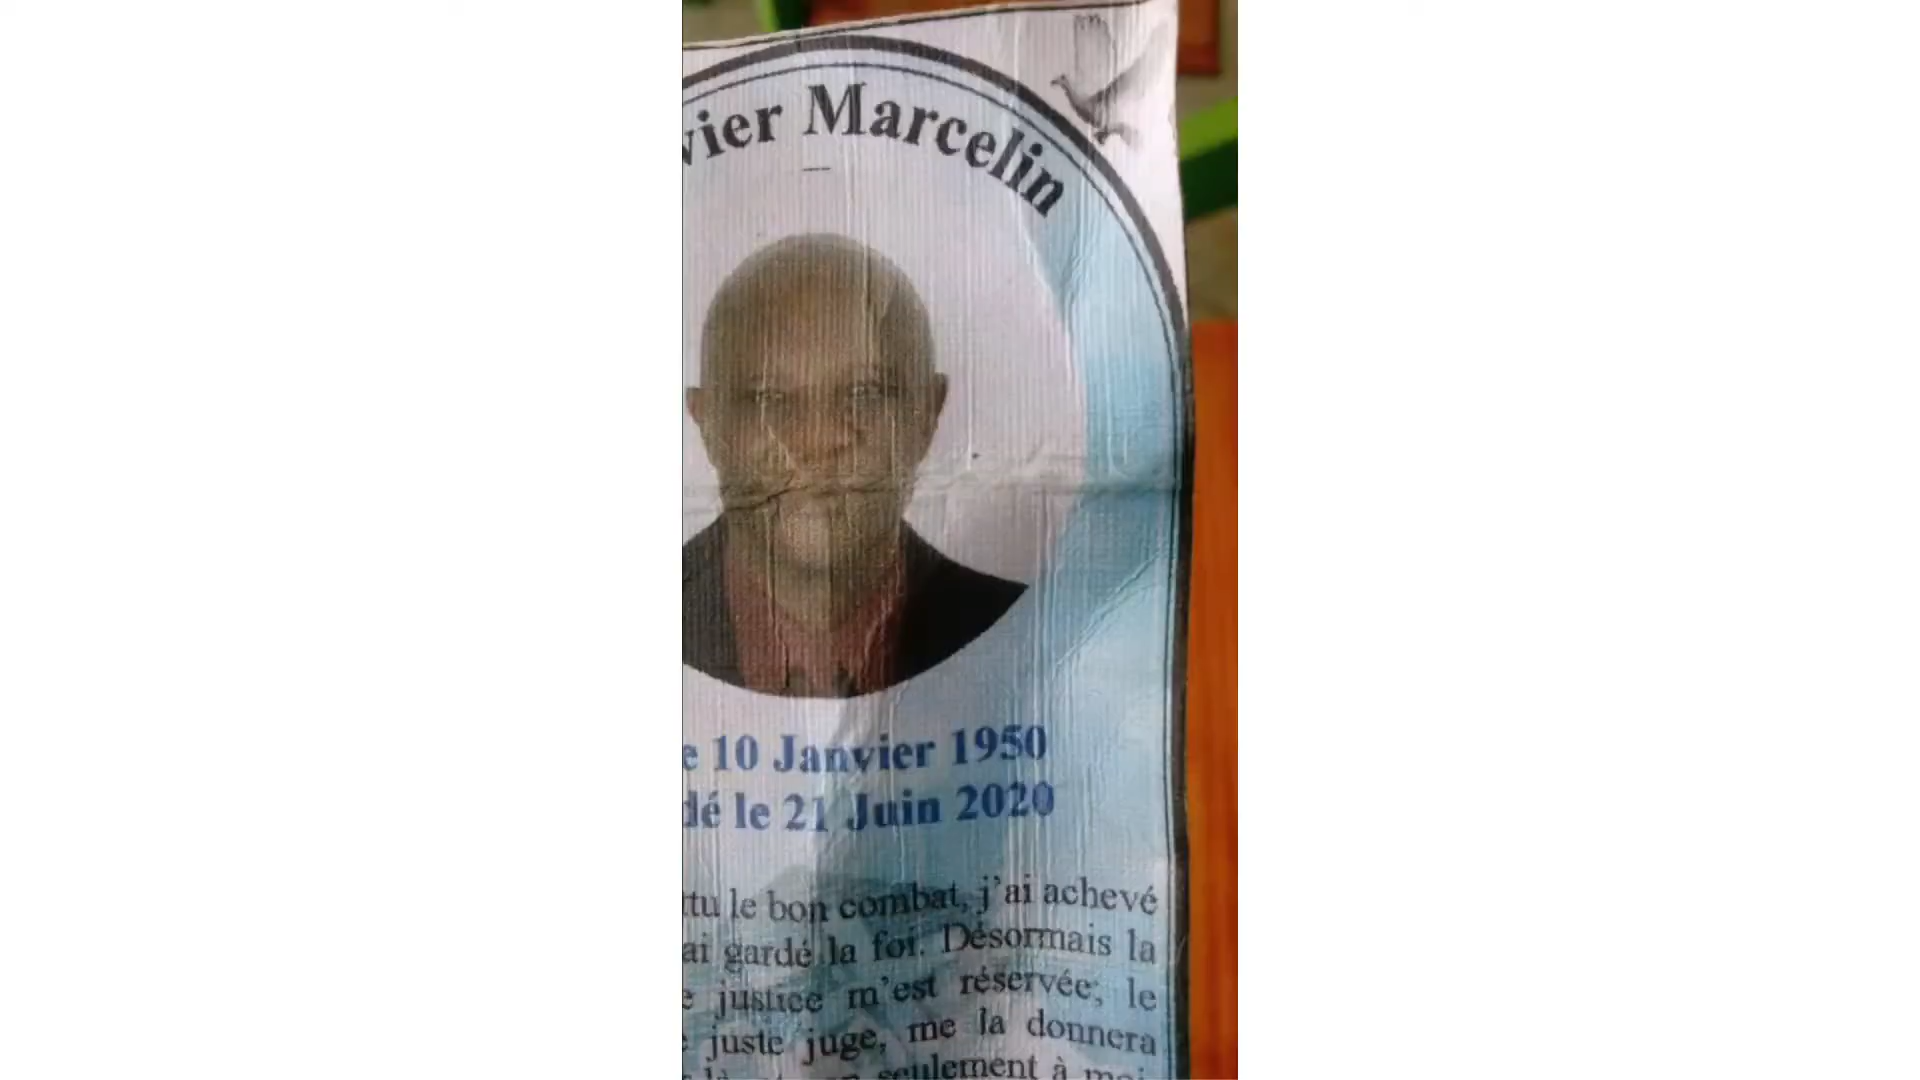 vier Marcelin
e 10 Janvier 1950
dé le 21 Juin 2020
ttu le bon combat, j'ai achevé
ai gardé la foi. Désormais la
e justice m'est réservée; le
juste juge, me la donnera
seulement à moi,